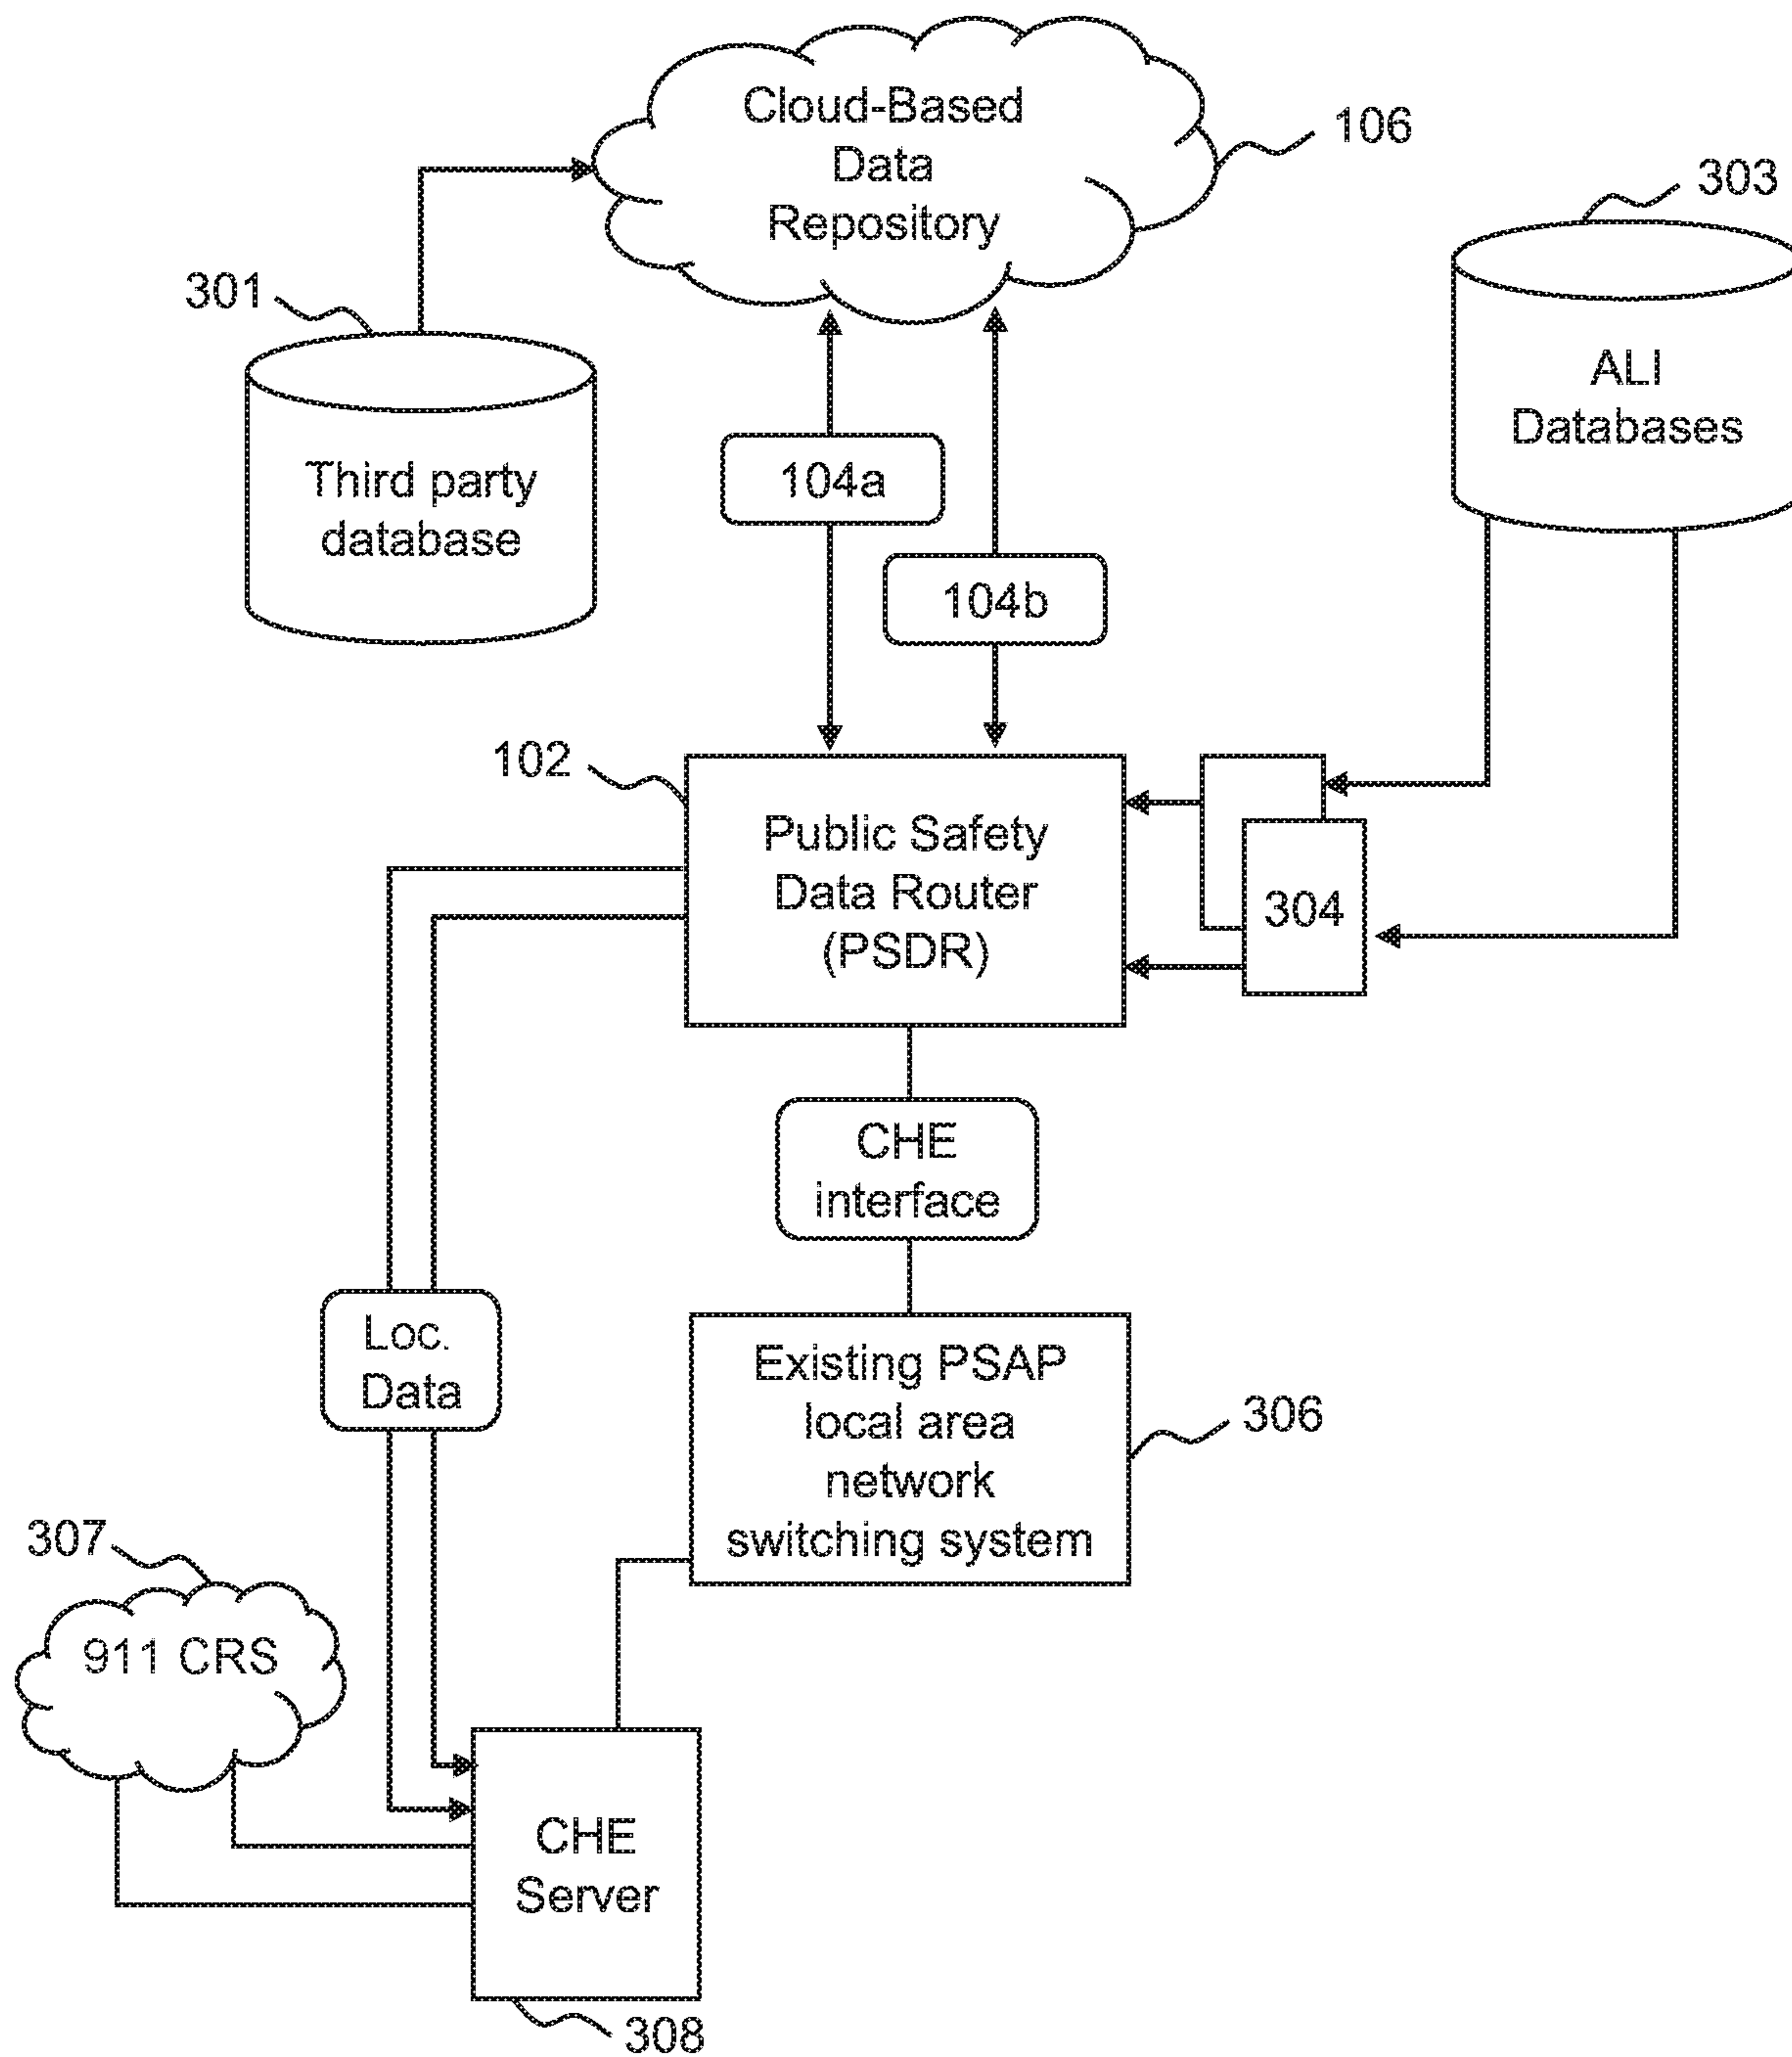 Cloud-Based
Data
Repository
106
303
301
ALI
Databases
Third party
database
104a
104b
102
Public Safety
Data Router
(PSDR)
304
CHE
interface
Loc.
Data
Existing PSAP
local area
network
switching system
306
307
911 CRS
CHE
Server
308